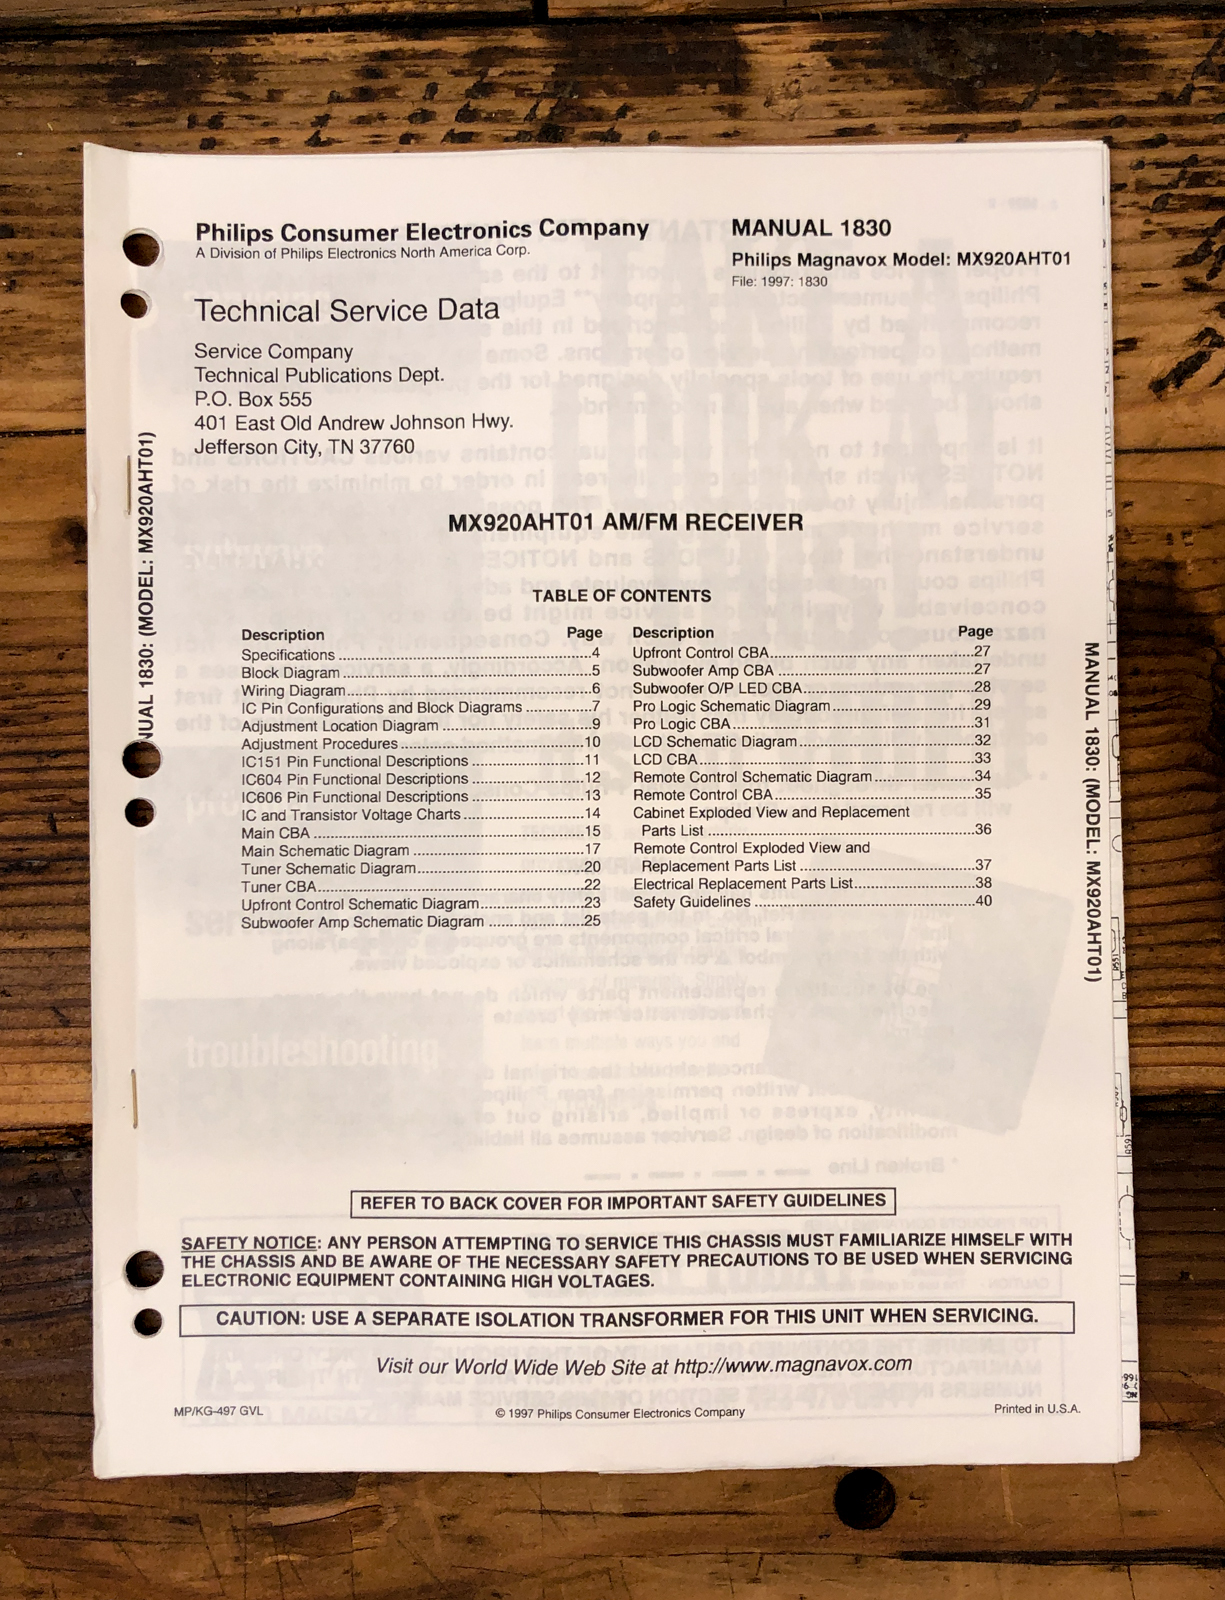 Philips Consumer Electronics Company
A Division of Philips Electronics North America Corp.
MANUAL 1830
Philips Magnavox Model: MX920AHT01
File: 1997: 1830
Technical Service Data
Service Company
Technical Publications Dept.
P.O. Box 555
401 East Old Andrew Johnson Hwy.
Jefferson City, TN 37760
MX920AHT01 AM/FM RECEIVER
TABLE OF CONTENTS
Description Page
Specifications 4
Block Diagram 5
Wiring Diagram 6
IC Pin Configurations and Block Diagrams 7
Adjustment Location Diagram 9
Adjustment Procedures 10
IC151 Pin Functional Descriptions 11
IC604 Pin Functional Descriptions 12
IC606 Pin Functional Descriptions 13
IC and Transistor Voltage Charts 14
Main CBA 15
Main Schematic Diagram 17
Tuner Schematic Diagram 20
Tuner CBA 22
Upfront Control Schematic Diagram 23
Subwoofer Amp Schematic Diagram 25
Description Page
Upfront Control CBA 27
Subwoofer Amp CBA 27
Subwoofer O/P LED CBA 28
Pro Logic Schematic Diagram 29
Pro Logic CBA 31
LCD Schematic Diagram 32
LCD CBA 33
Remote Control Schematic Diagram 34
Remote Control CBA 35
Cabinet Exploded View and Replacement
Parts List 36
Remote Control Exploded View and
Replacement Parts List 37
Electrical Replacement Parts List 38
Safety Guidelines 40
NUAL 1830: (MODEL: MX920AHT01)
MANUAL 1830: (MODEL: MX920AHT01)
REFER TO BACK COVER FOR IMPORTANT SAFETY GUIDELINES
SAFETY NOTICE: ANY PERSON ATTEMPTING TO SERVICE THIS CHASSIS MUST FAMILIARIZE HIMSELF WITH
THE CHASSIS AND BE AWARE OF THE NECESSARY SAFETY PRECAUTIONS TO BE USED WHEN SERVICING
ELECTRONIC EQUIPMENT CONTAINING HIGH VOLTAGES.
CAUTION: USE A SEPARATE ISOLATION TRANSFORMER FOR THIS UNIT WHEN SERVICING.
Visit our World Wide Web Site at http://www.magnavox.com
MP/KG-497 GVL
© 1997 Philips Consumer Electronics Company
Printed in U.S.A.